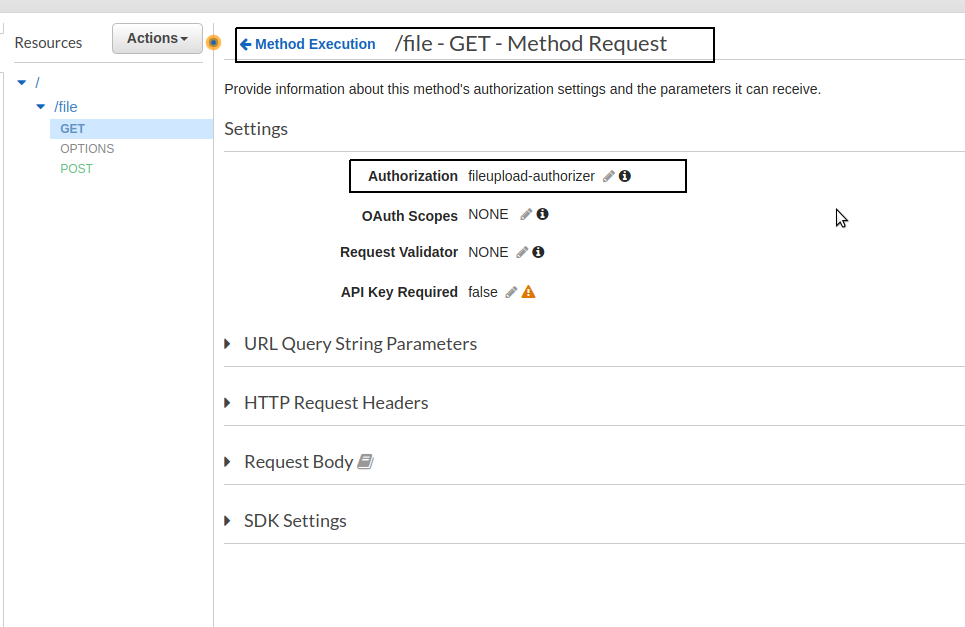 Resources
Actions
Method Execution /file - GET - Method Request
/
/file
GET
OPTIONS
POST
Provide information about this method's authorization settings and the parameters it can receive.
Settings
Authorization fileupload-authorizer
OAuth Scopes NONE
Request Validator NONE
API Key Required false
URL Query String Parameters
HTTP Request Headers
Request Body
SDK Settings